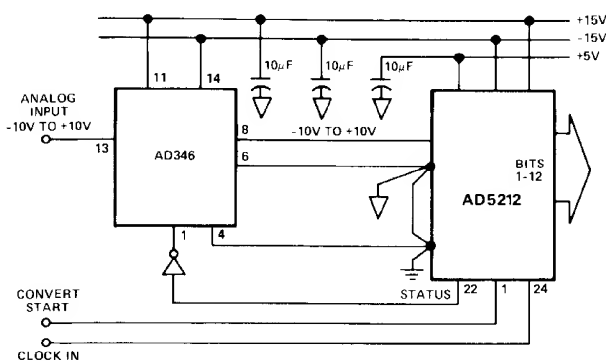 +15V
-15V
+5V
10µF
10µF
10µF
11
14
ANALOG
INPUT
-10V TO +10V
13
AD346
8
-10V TO +10V
6
BITS
1-12
AD5212
1
4
STATUS
22
1
24
CONVERT
START
CLOCK IN